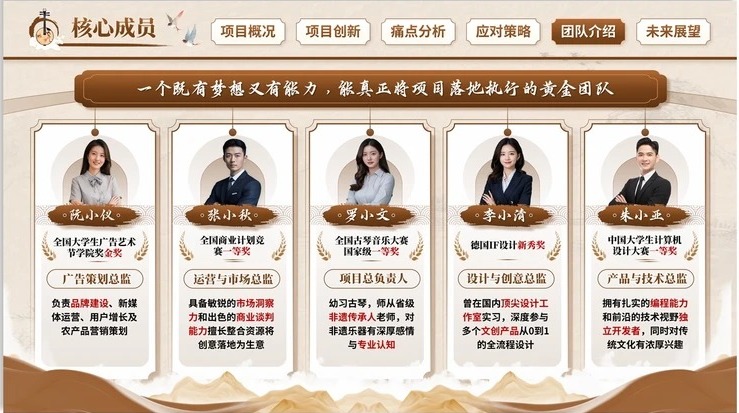 核心成员
项目概况
项目创新
痛点分析
应对策略
团队介绍
未来展望
一个既有梦想又有能力，能真正将项目落地执行的黄金团队
阮小仪
全国大学生广告艺术
节学院奖金奖
广告策划总监
负责品牌建设、新媒
体运营、用户增长及
农产品营销策划
张小秋
全国商业计划竞
赛一等奖
运营与市场总监
具备敏锐的市场洞察
力和出色的商业谈判
能力擅长整合资源将
创意落地为生意
罗小文
全国古琴音乐大赛
国家级一等奖
项目总负责人
幼习古琴，师从省级
非遗传承人老师，对
非遗乐器有深厚感情
与专业认知
李小清
德国IF设计新秀奖
设计与创意总监
曾在国内顶尖设计工
作室实习，深度参与
多个文创产品从0到1
的全流程设计
朱小亚
中国大学生计算机
设计大赛一等奖
产品与技术总监
拥有扎实的编程能力
和前沿的技术视野独
立开发者，同时对传
统文化有浓厚兴趣